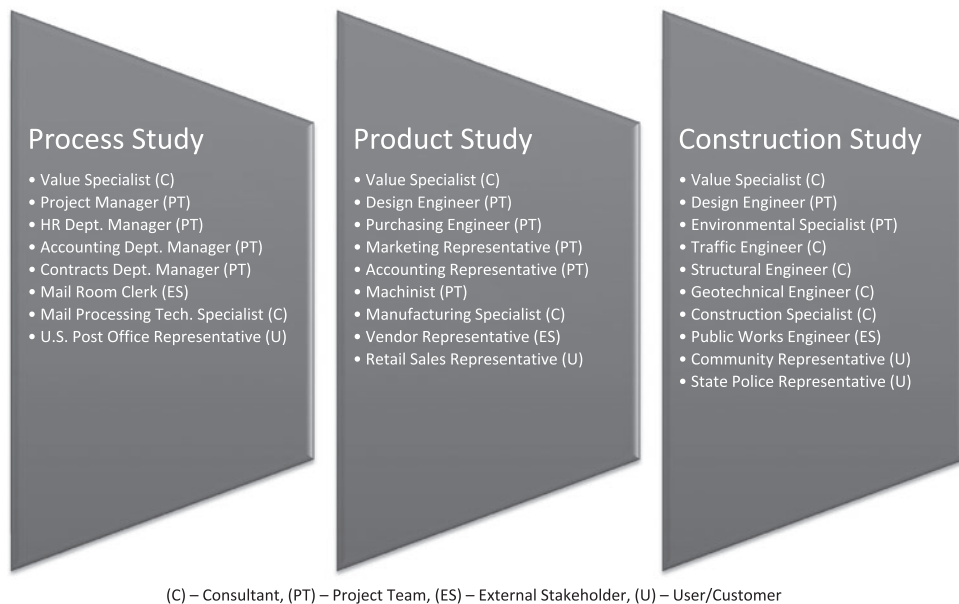 Process Study
• Value Specialist (C)
• Project Manager (PT)
• HR Dept. Manager (PT)
• Accounting Dept. Manager (PT)
• Contracts Dept. Manager (PT)
• Mail Room Clerk (ES)
• Mail Processing Tech. Specialist (C)
• U.S. Post Office Representative (U)
Product Study
• Value Specialist (C)
• Design Engineer (PT)
• Purchasing Engineer (PT)
• Marketing Representative (PT)
• Accounting Representative (PT)
• Machinist (PT)
• Manufacturing Specialist (C)
• Vendor Representative (ES)
• Retail Sales Representative (U)
Construction Study
• Value Specialist (C)
• Design Engineer (PT)
• Environmental Specialist (PT)
• Traffic Engineer (C)
• Structural Engineer (C)
• Geotechnical Engineer (C)
• Construction Specialist (C)
• Public Works Engineer (ES)
• Community Representative (U)
• State Police Representative (U)
(C) – Consultant, (PT) – Project Team, (ES) – External Stakeholder, (U) – User/Customer